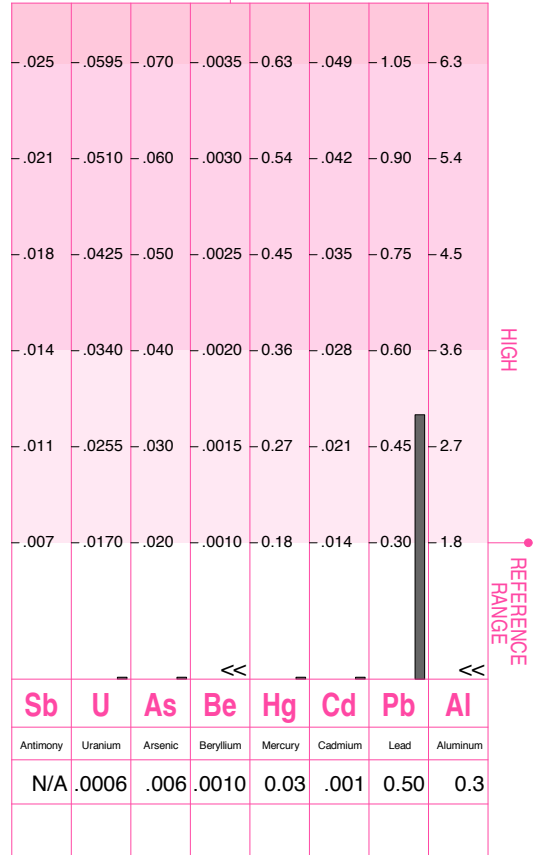 .025 .0595 .070 .0035 0.63 .049 1.05 6.3
.021 .0510 .060 .0030 0.54 .042 0.90 5.4
.018 .0425 .050 .0025 0.45 .035 0.75 4.5
.014 .0340 .040 .0020 0.36 .028 0.60 3.6
HIGH
.011 .0255 .030 .0015 0.27 .021 0.45 2.7
.007 .0170 .020 .0010 0.18 .014 0.30 1.8
REFERENCE
RANGE
<< <<
Sb U As Be Hg Cd Pb Al
Antimony Uranium Arsenic Beryllium Mercury Cadmium Lead Aluminum
N/A .0006 .006 .0010 0.03 .001 0.50 0.3